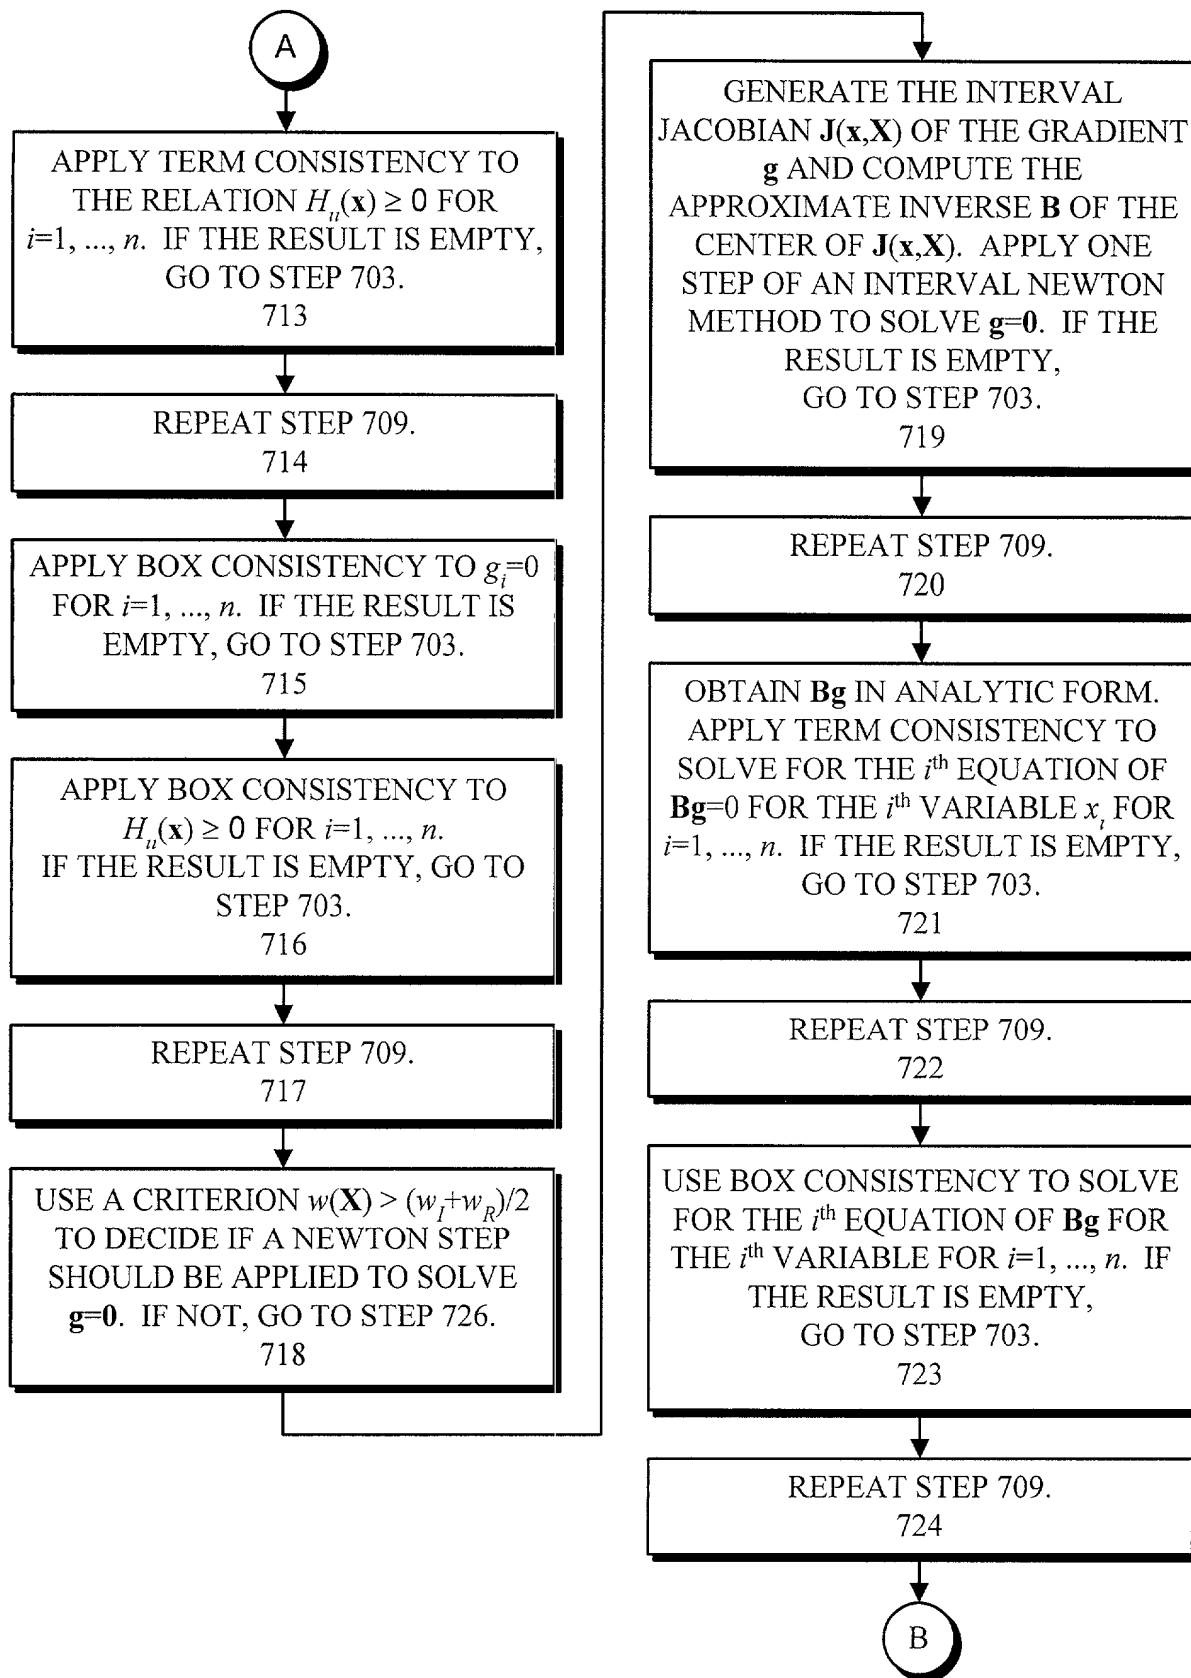 A
APPLY TERM CONSISTENCY TO
THE RELATION H_ii(x) ≥ 0 FOR
i=1, ..., n. IF THE RESULT IS EMPTY,
GO TO STEP 703.
713
REPEAT STEP 709.
714
APPLY BOX CONSISTENCY TO g_i=0
FOR i=1, ..., n. IF THE RESULT IS
EMPTY, GO TO STEP 703.
715
APPLY BOX CONSISTENCY TO
H_ii(x) ≥ 0 FOR i=1, ..., n.
IF THE RESULT IS EMPTY, GO TO
STEP 703.
716
REPEAT STEP 709.
717
USE A CRITERION w(X) > (w_I+w_R)/2
TO DECIDE IF A NEWTON STEP
SHOULD BE APPLIED TO SOLVE
g=0. IF NOT, GO TO STEP 726.
718
GENERATE THE INTERVAL
JACOBIAN J(x,X) OF THE GRADIENT
g AND COMPUTE THE
APPROXIMATE INVERSE B OF THE
CENTER OF J(x,X). APPLY ONE
STEP OF AN INTERVAL NEWTON
METHOD TO SOLVE g=0. IF THE
RESULT IS EMPTY,
GO TO STEP 703.
719
REPEAT STEP 709.
720
OBTAIN Bg IN ANALYTIC FORM.
APPLY TERM CONSISTENCY TO
SOLVE FOR THE i^th EQUATION OF
Bg=0 FOR THE i^th VARIABLE x_i FOR
i=1, ..., n. IF THE RESULT IS EMPTY,
GO TO STEP 703.
721
REPEAT STEP 709.
722
USE BOX CONSISTENCY TO SOLVE
FOR THE i^th EQUATION OF Bg FOR
THE i^th VARIABLE FOR i=1, ..., n. IF
THE RESULT IS EMPTY,
GO TO STEP 703.
723
REPEAT STEP 709.
724
B